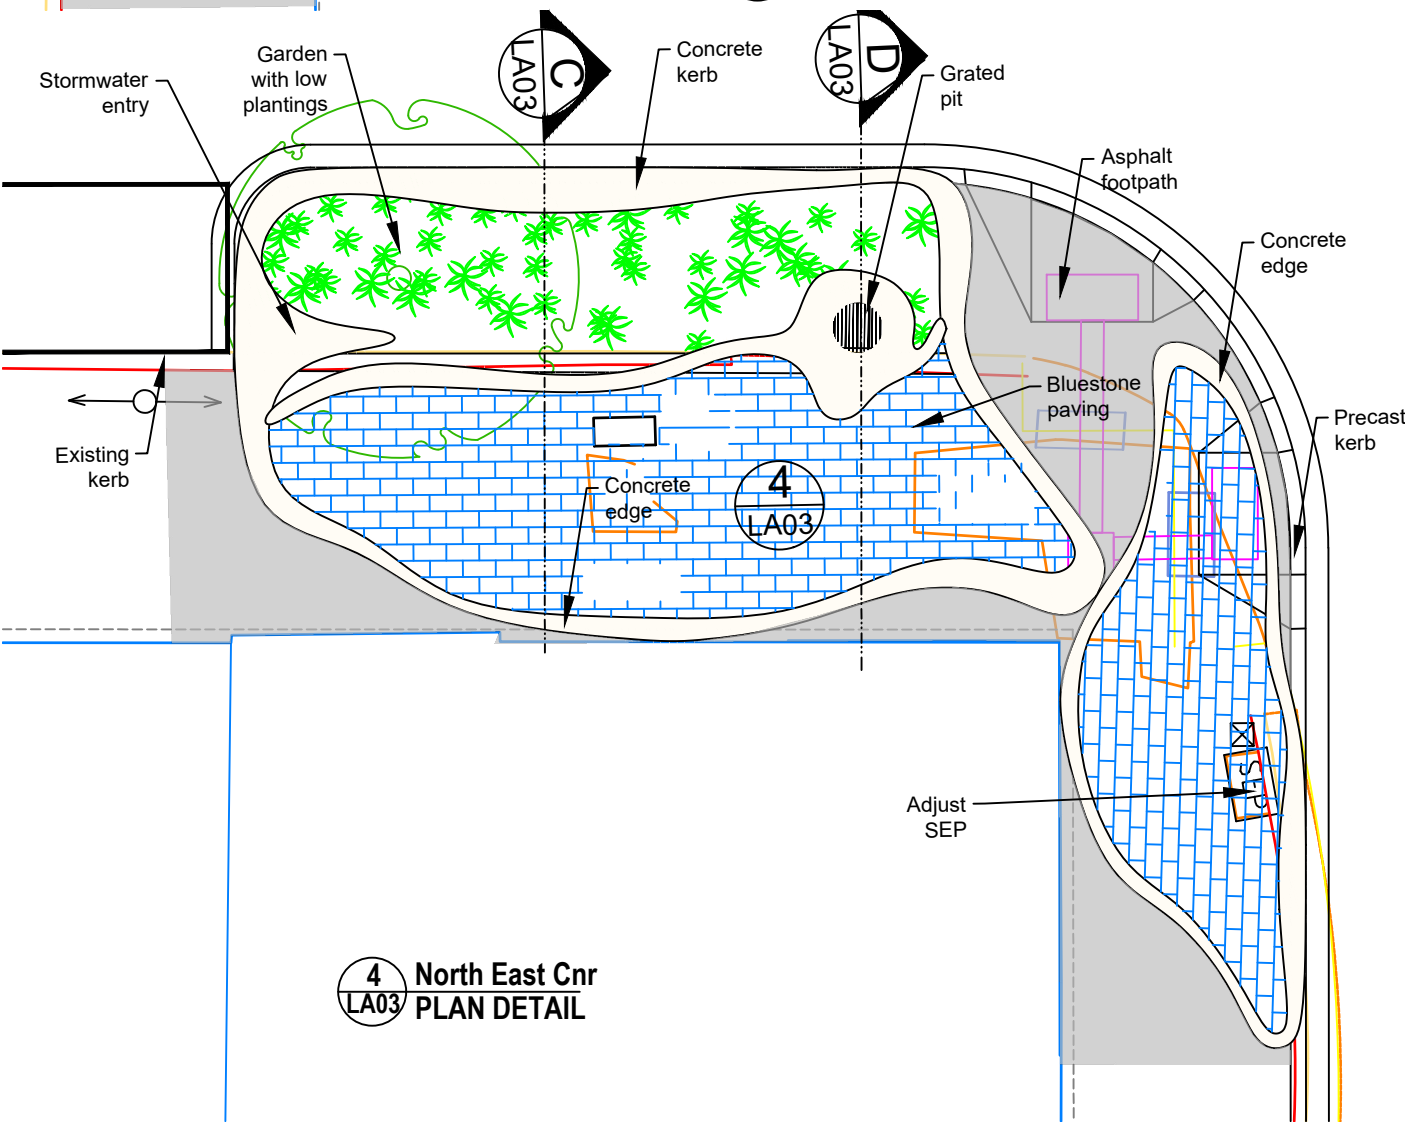 C
LA03
D
LA03
Garden
with low
plantings
Stormwater
entry
Concrete
kerb
Grated
pit
Asphalt
footpath
Concrete
edge
Bluestone
paving
Precast
kerb
Existing
kerb
Concrete
edge
4
LA03
SEP
Adjust
SEP
4
LA03
North East Cnr
PLAN DETAIL